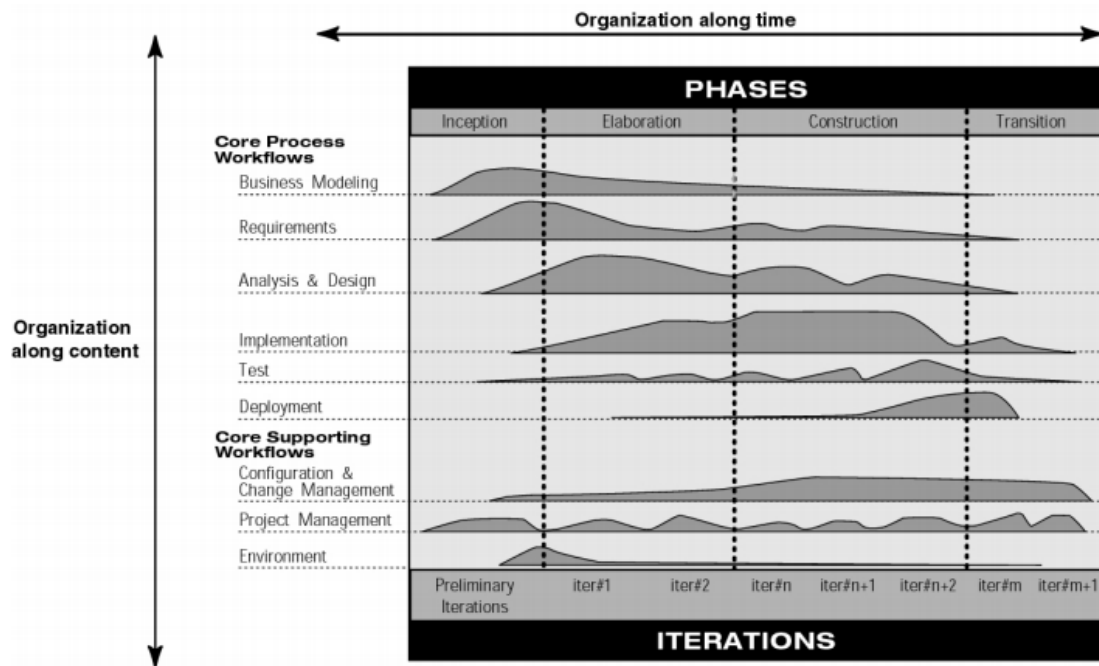 Organization along time
PHASES
Inception Elaboration Construction Transition
Core Process
Workflows
Business Modeling
Requirements
Analysis & Design
Organization
along content
Implementation
Test
Deployment
Core Supporting
Workflows
Configuration &
Change Management
Project Management
Environment
Preliminary
Iterations
iter#1 iter#2 iter#n iter#n+1 iter#n+2 iter#m iter#m+1
ITERATIONS